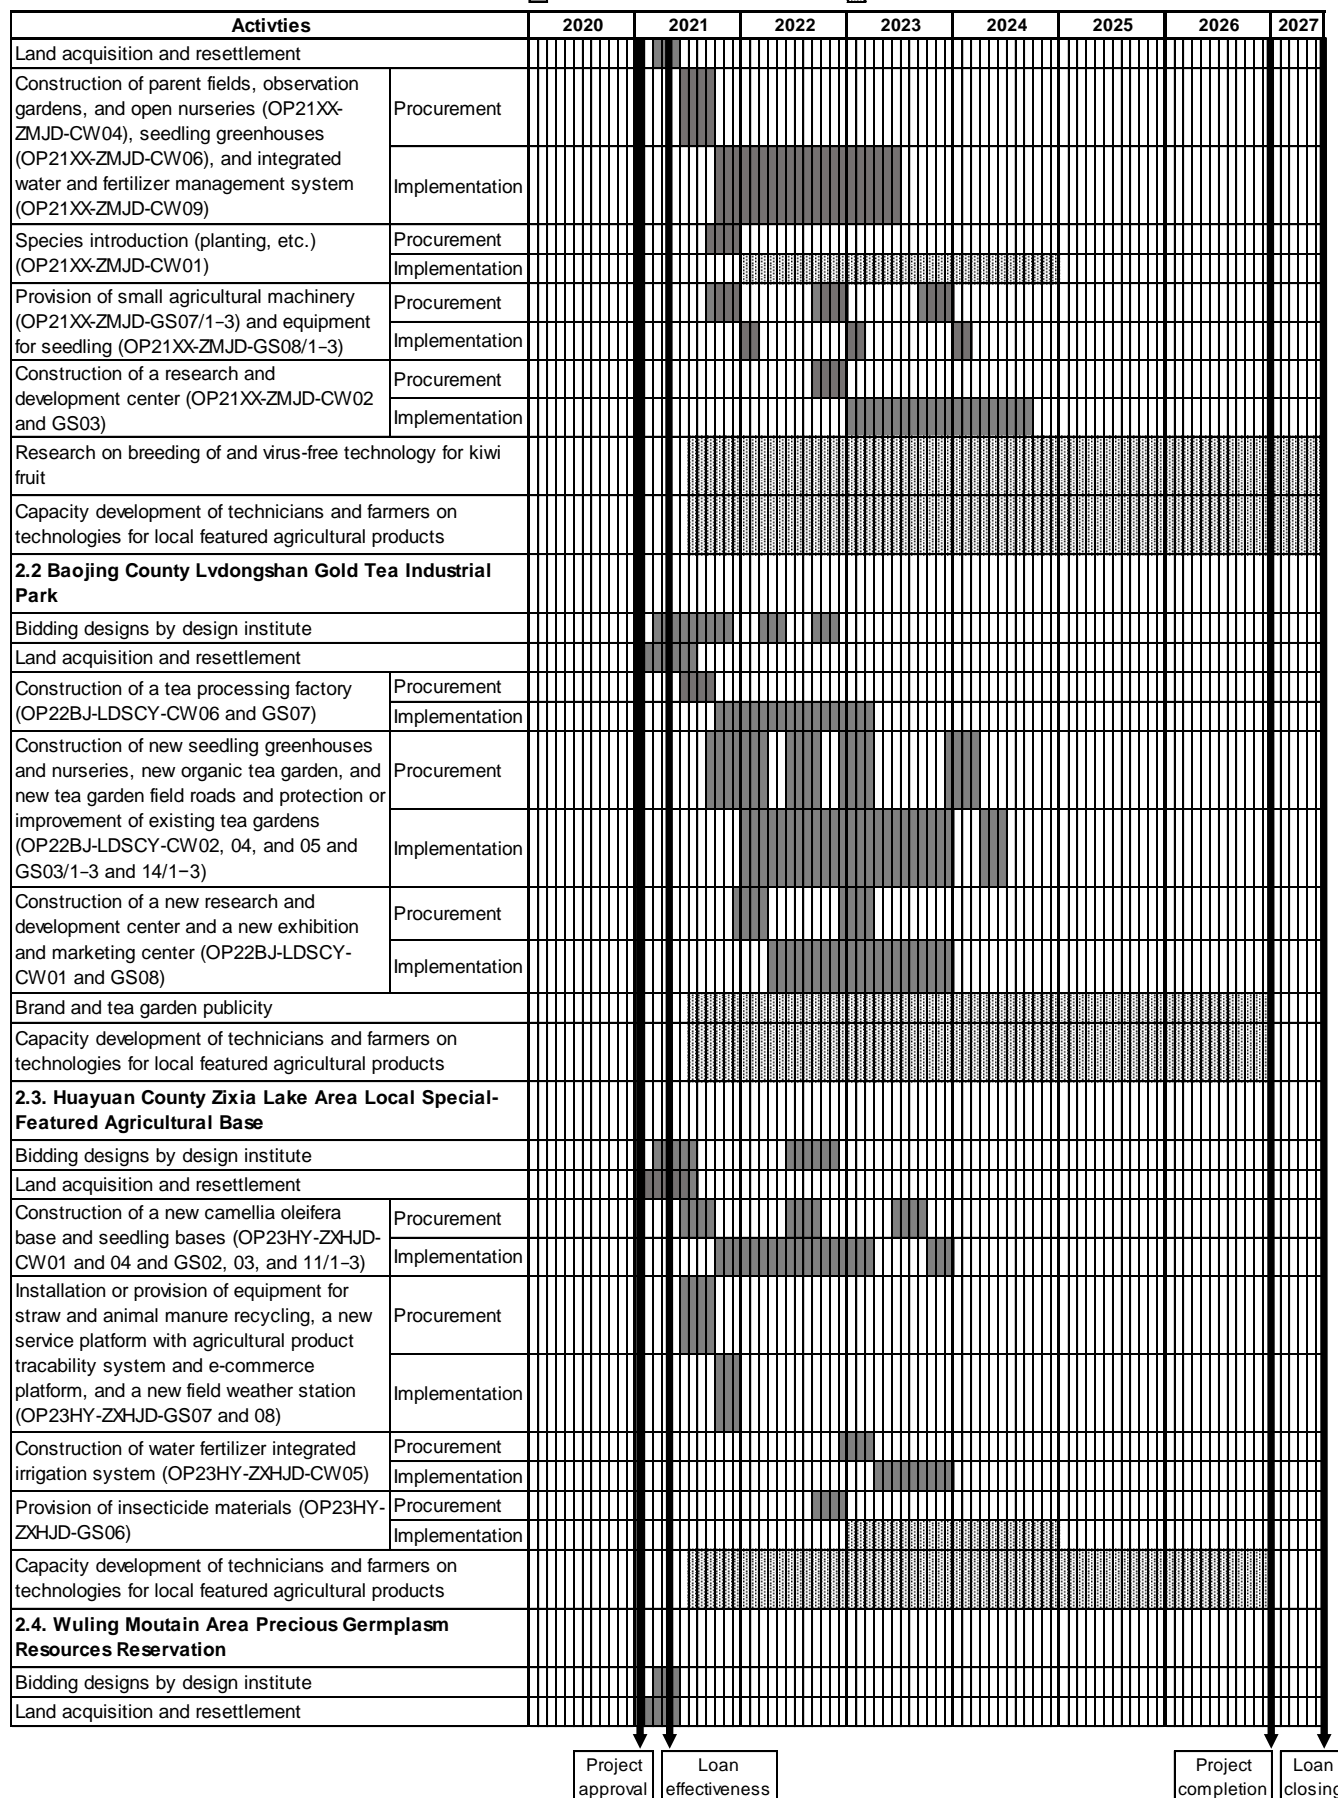 Activties 2020 2021 2022 2023 2024 2025 2026 2027
Land acquisition and resettlement
Construction of parent fields, observation
gardens, and open nurseries (OP21XX-
ZMJD-CW04), seedling greenhouses
(OP21XX-ZMJD-CW06), and integrated
water and fertilizer management system
(OP21XX-ZMJD-CW09)
Procurement
Implementation
Species introduction (planting, etc.)
(OP21XX-ZMJD-CW01)
Procurement
Implementation
Provision of small agricultural machinery
(OP21XX-ZMJD-GS07/1–3) and equipment
for seedling (OP21XX-ZMJD-GS08/1–3)
Procurement
Implementation
Construction of a research and
development center (OP21XX-ZMJD-CW02
and GS03)
Procurement
Implementation
Research on breeding of and virus-free technology for kiwi
fruit
Capacity development of technicians and farmers on
technologies for local featured agricultural products
2.2 Baojing County Lvdongshan Gold Tea Industrial
Park
Bidding designs by design institute
Land acquisition and resettlement
Construction of a tea processing factory
(OP22BJ-LDSCY-CW06 and GS07)
Procurement
Implementation
Construction of new seedling greenhouses
and nurseries, new organic tea garden, and
new tea garden field roads and protection or
improvement of existing tea gardens
(OP22BJ-LDSCY-CW02, 04, and 05 and
GS03/1–3 and 14/1−3)
Procurement
Implementation
Construction of a new research and
development center and a new exhibition
and marketing center (OP22BJ-LDSCY-
CW01 and GS08)
Procurement
Implementation
Brand and tea garden publicity
Capacity development of technicians and farmers on
technologies for local featured agricultural products
2.3. Huayuan County Zixia Lake Area Local Special-
Featured Agricultural Base
Bidding designs by design institute
Land acquisition and resettlement
Construction of a new camellia oleifera
base and seedling bases (OP23HY-ZXHJD-
CW01 and 04 and GS02, 03, and 11/1–3)
Procurement
Implementation
Installation or provision of equipment for
straw and animal manure recycling, a new
service platform with agricultural product
tracability system and e-commerce
platform, and a new field weather station
(OP23HY-ZXHJD-GS07 and 08)
Procurement
Implementation
Construction of water fertilizer integrated
irrigation system (OP23HY-ZXHJD-CW05)
Procurement
Implementation
Provision of insecticide materials (OP23HY-
ZXHJD-GS06)
Procurement
Implementation
Capacity development of technicians and farmers on
technologies for local featured agricultural products
2.4. Wuling Moutain Area Precious Germplasm
Resources Reservation
Bidding designs by design institute
Land acquisition and resettlement
Project
approval
Loan
effectiveness
Project
completion
Loan
closing